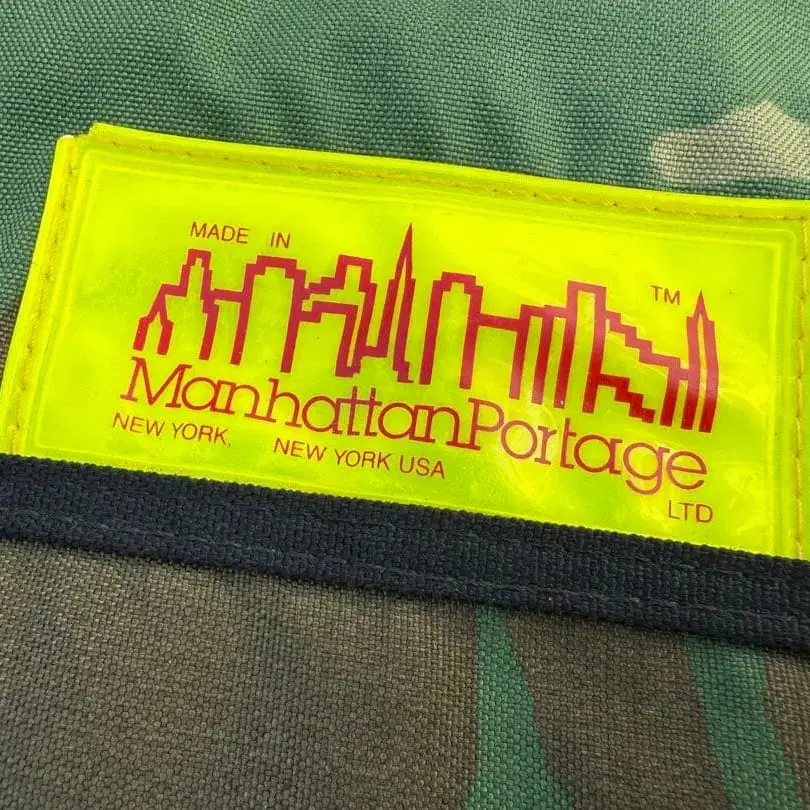 MADE IN
TM
ManhattanPortage
NEW YORK, NEW YORK USA
LTD